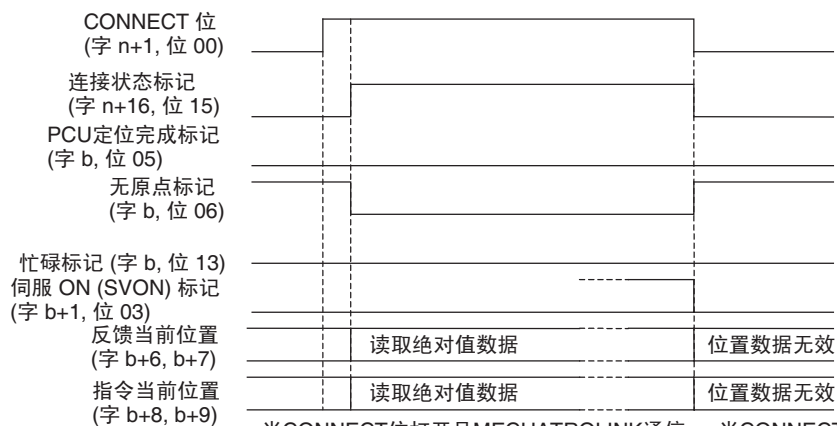 CONNECT 位
(字 n+1, 位 00)
连接状态标记
(字 n+16, 位 15)
PCU定位完成标记
(字 b, 位 05)
无原点标记
(字 b, 位 06)
忙碌标记 (字 b, 位 13)
伺服 ON (SVON) 标记
(字 b+1, 位 03)
反馈当前位置
(字 b+6, b+7)
读取绝对值数据
位置数据无效
指令当前位置
(字 b+8, b+9)
读取绝对值数据
位置数据无效